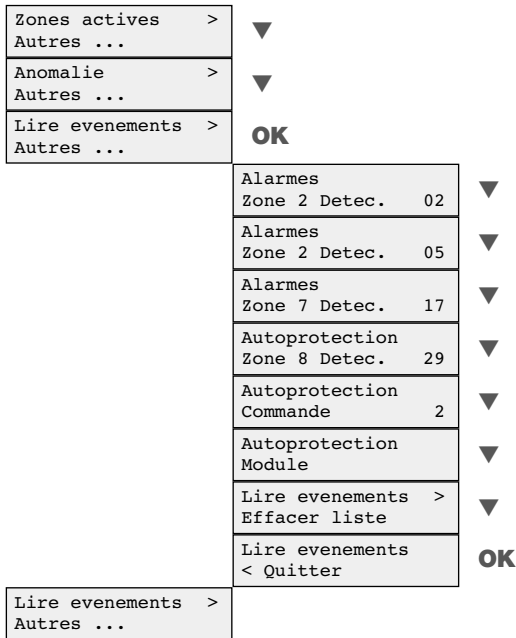 Zones actives >
Autres ...
Anomalie >
Autres ...
Lire evenements >
Autres ...
OK
Alarmes
Zone 2 Detec. 02
Alarmes
Zone 2 Detec. 05
Alarmes
Zone 7 Detec. 17
Autoprotection
Zone 8 Detec. 29
Autoprotection
Commande 2
Autoprotection
Module
Lire evenements >
Effacer liste
Lire evenements
< Quitter
OK
Lire evenements >
Autres ...